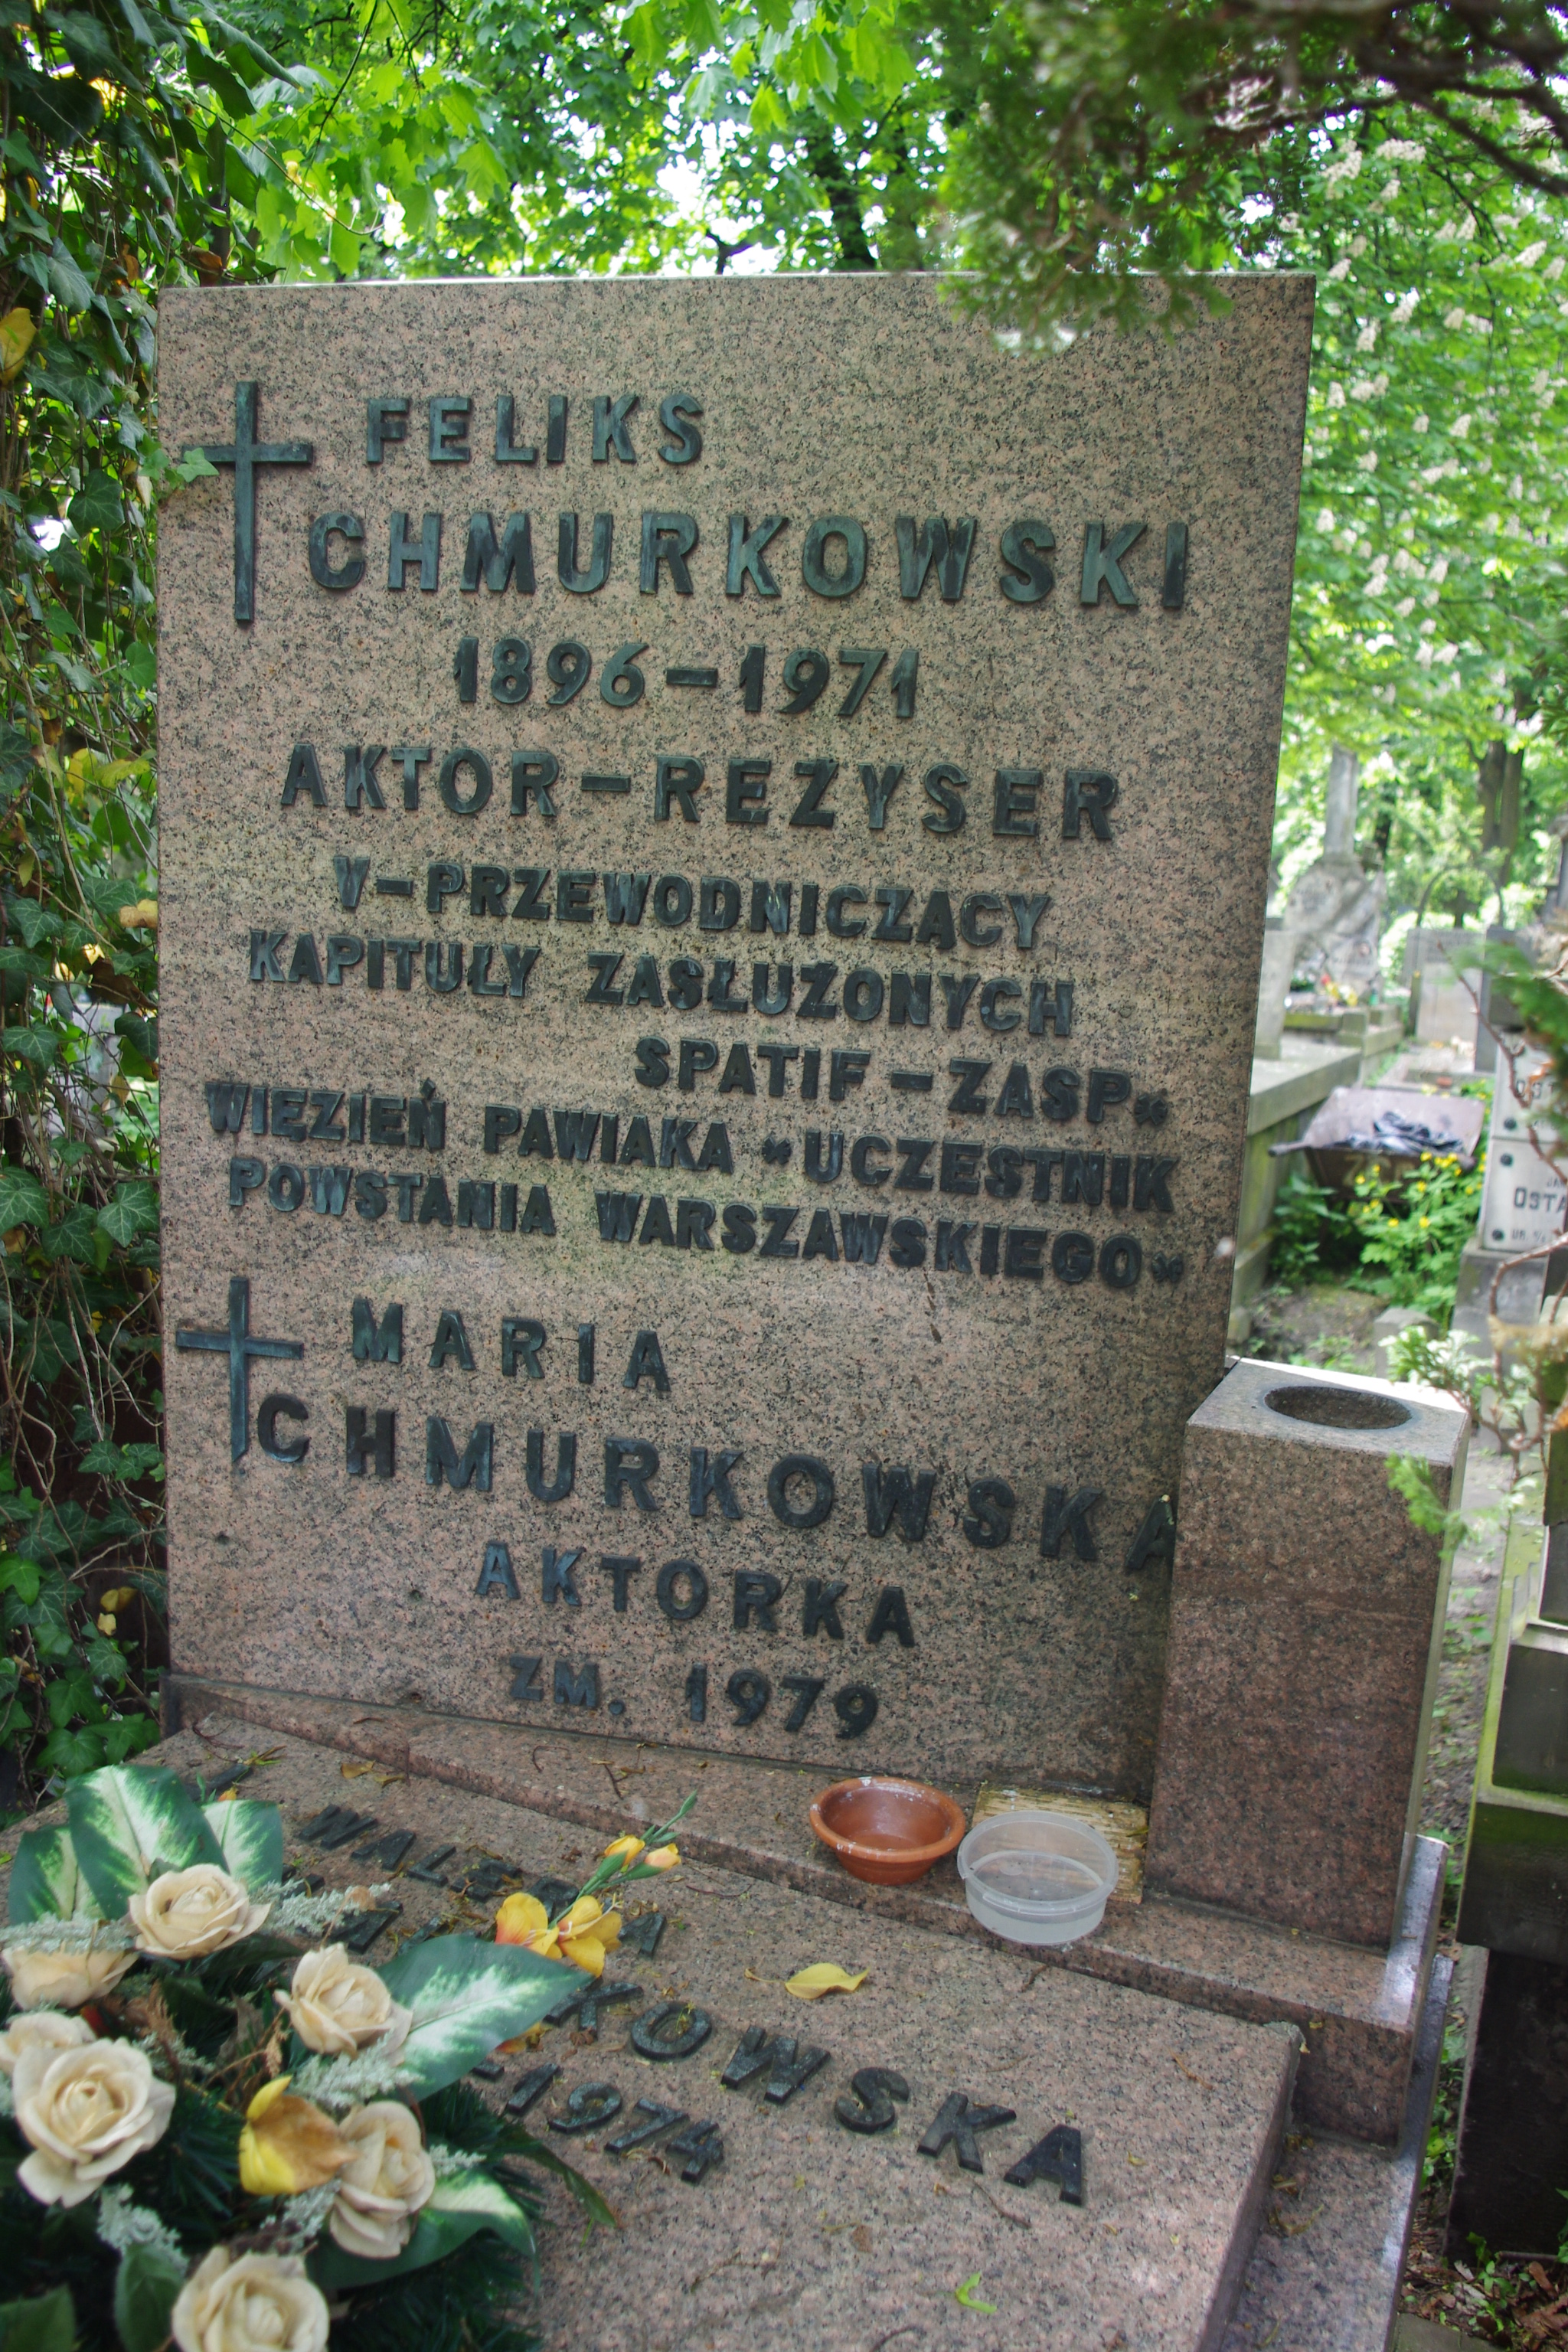 FELIKS
CHMURKOWSKI
1896-1971
AKTOR-REŻYSER
V-PRZEWODNICZĄCY
KAPITUŁY ZASŁUŻONYCH
SPATIF-ZASP*
WIĘZIEŃ PAWIAKA * UCZESTNIK
POWSTANIA WARSZAWSKIEGO*
MARIA
CHMURKOWSKA
AKTORKA
ZM. 1979
KOWSKA
-1974